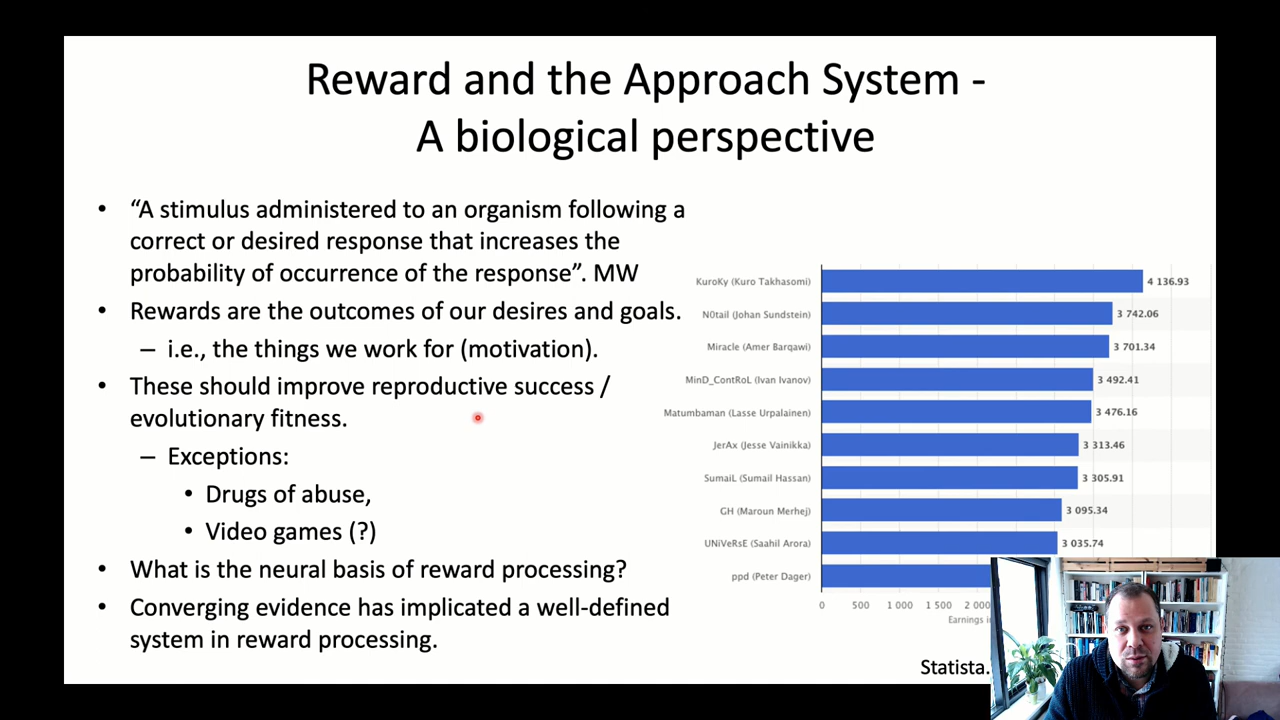 Reward and the Approach System -
A biological perspective
• “A stimulus administered to an organism following a
correct or desired response that increases the
probability of occurrence of the response”. MW
• Rewards are the outcomes of our desires and goals.
– i.e., the things we work for (motivation).
• These should improve reproductive success /
evolutionary fitness.
– Exceptions:
• Drugs of abuse,
• Video games (?)
• What is the neural basis of reward processing?
• Converging evidence has implicated a well-defined
system in reward processing.
KuroKy (Kuro Takhasomi) 4 136.93
N0tail (Johan Sundstein) 3 742.06
Miracle (Amer Barqawi) 3 701.34
MinD_ContRoL (Ivan Ivanov) 3 492.41
Matumbaman (Lasse Urpalainen) 3 476.16
JerAx (Jesse Vainikka) 3 313.46
SumaiL (Sumail Hassan) 3 305.91
GH (Maroun Merhej) 3 095.34
UNiVeRsE (Saahil Arora) 3 035.74
ppd (Peter Dager)
0 500 1 000 1 500 2 00
Earnings i
Statista.